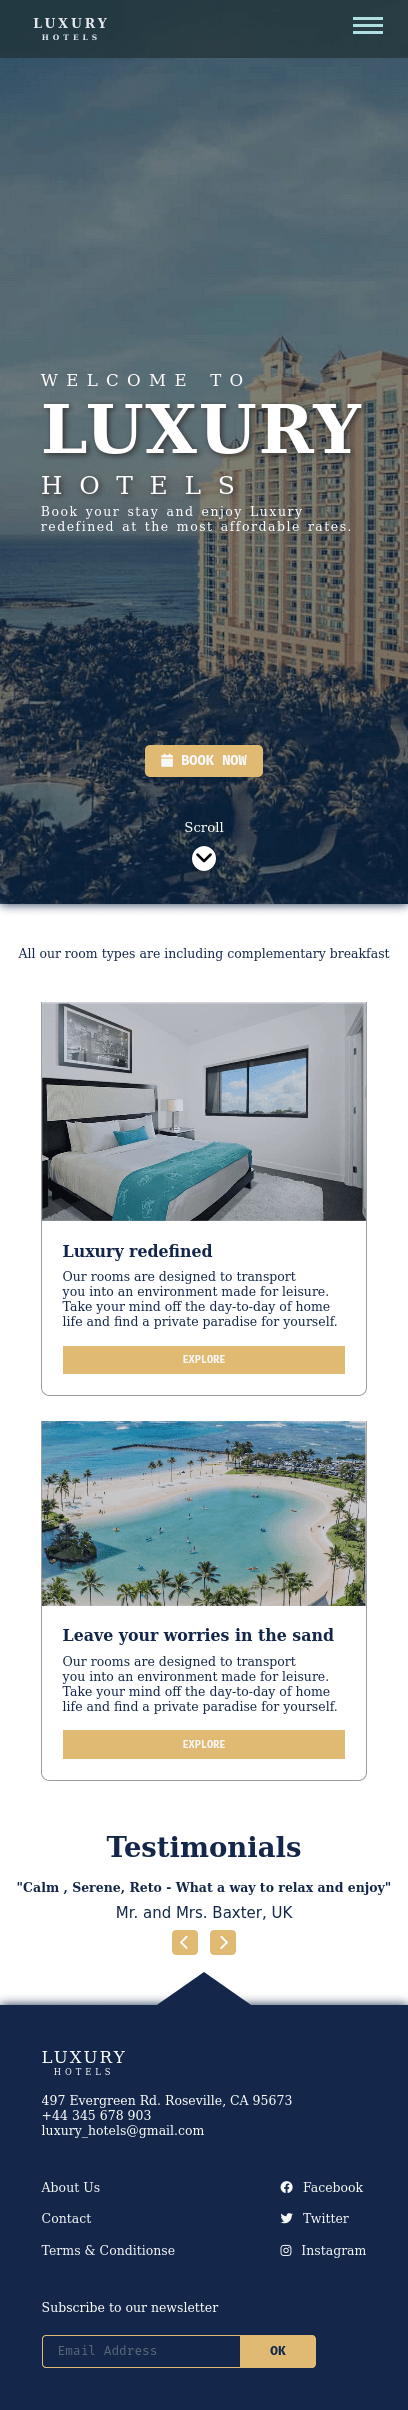 LUXURY
HOTELS
WELCOME TO
LUXURY
HOTELS
Book your stay and enjoy Luxury
redefined at the most affordable rates.
BOOK NOW
Scroll
All our room types are including complementary breakfast
Luxury redefined
Our rooms are designed to transport
you into an environment made for leisure.
Take your mind off the day-to-day of home
life and find a private paradise for yourself.
EXPLORE
Leave your worries in the sand
Our rooms are designed to transport
you into an environment made for leisure.
Take your mind off the day-to-day of home
life and find a private paradise for yourself.
EXPLORE
Testimonials
"Calm , Serene, Reto - What a way to relax and enjoy"
Mr. and Mrs. Baxter, UK
LUXURY
HOTELS
497 Evergreen Rd. Roseville, CA 95673
+44 345 678 903
luxury_hotels@gmail.com
About Us
Contact
Terms & Conditionse
Facebook
Twitter
Instagram
Subscribe to our newsletter
Email Address
OK